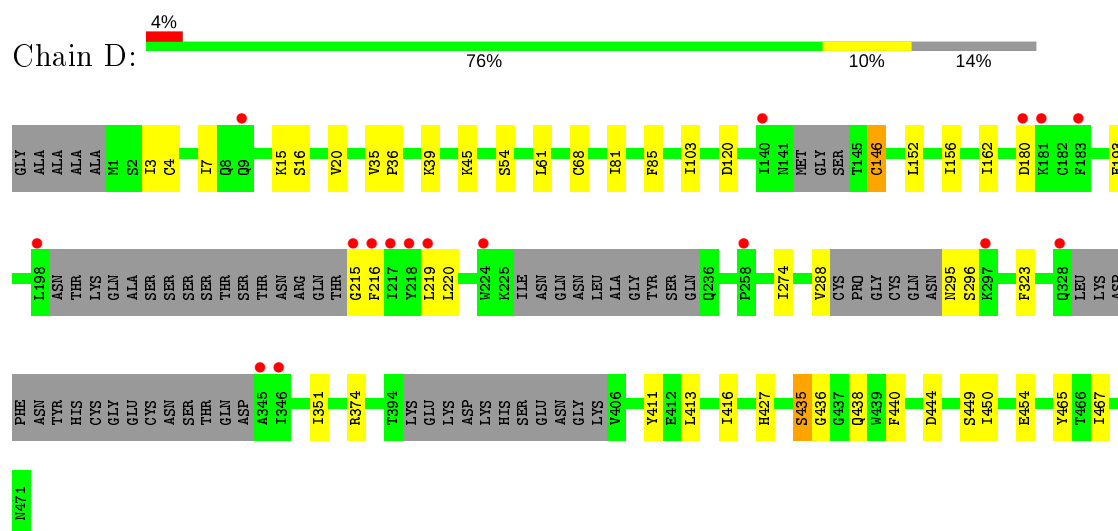 4%
Chain D:
76% 10% 14%
GLY ALA ALA ALA ALA M1 S2 I3 C4 I7 Q8 Q9 K15 S16 V20 V35 P36 K39 K45 S54 L61 C68 I81 F85 I103 D120 I140 N141 MET GLY SER T145 C146 L152 I156 I162 D180 K181 C182 F183
L198 ASN THR LYS GLN ALA SER SER SER SER THR SER THR ASN ARG GLN THR G215 F216 I217 Y218 L219 L220 W224 K225 ILE ASN GLN ASN LEU ALA GLY TYR SER GLN Q236 P258 I274 V288 CYS PRO GLY CYS GLN ASN N295 S296 K297 F323 Q328 LEU LYS ASP
PHE ASN TYR HIS CYS GLY GLU CYS ASN SER THR GLN ASP A345 I346 I351 R374 T394 LYS GLU LYS ASP LYS HIS SER GLU ASN GLY LYS V406 Y411 E412 L413 I416 H427 S435 G436 G437 Q438 W439 F440 D444 S449 I450 E454 Y465 T466 I467
N471